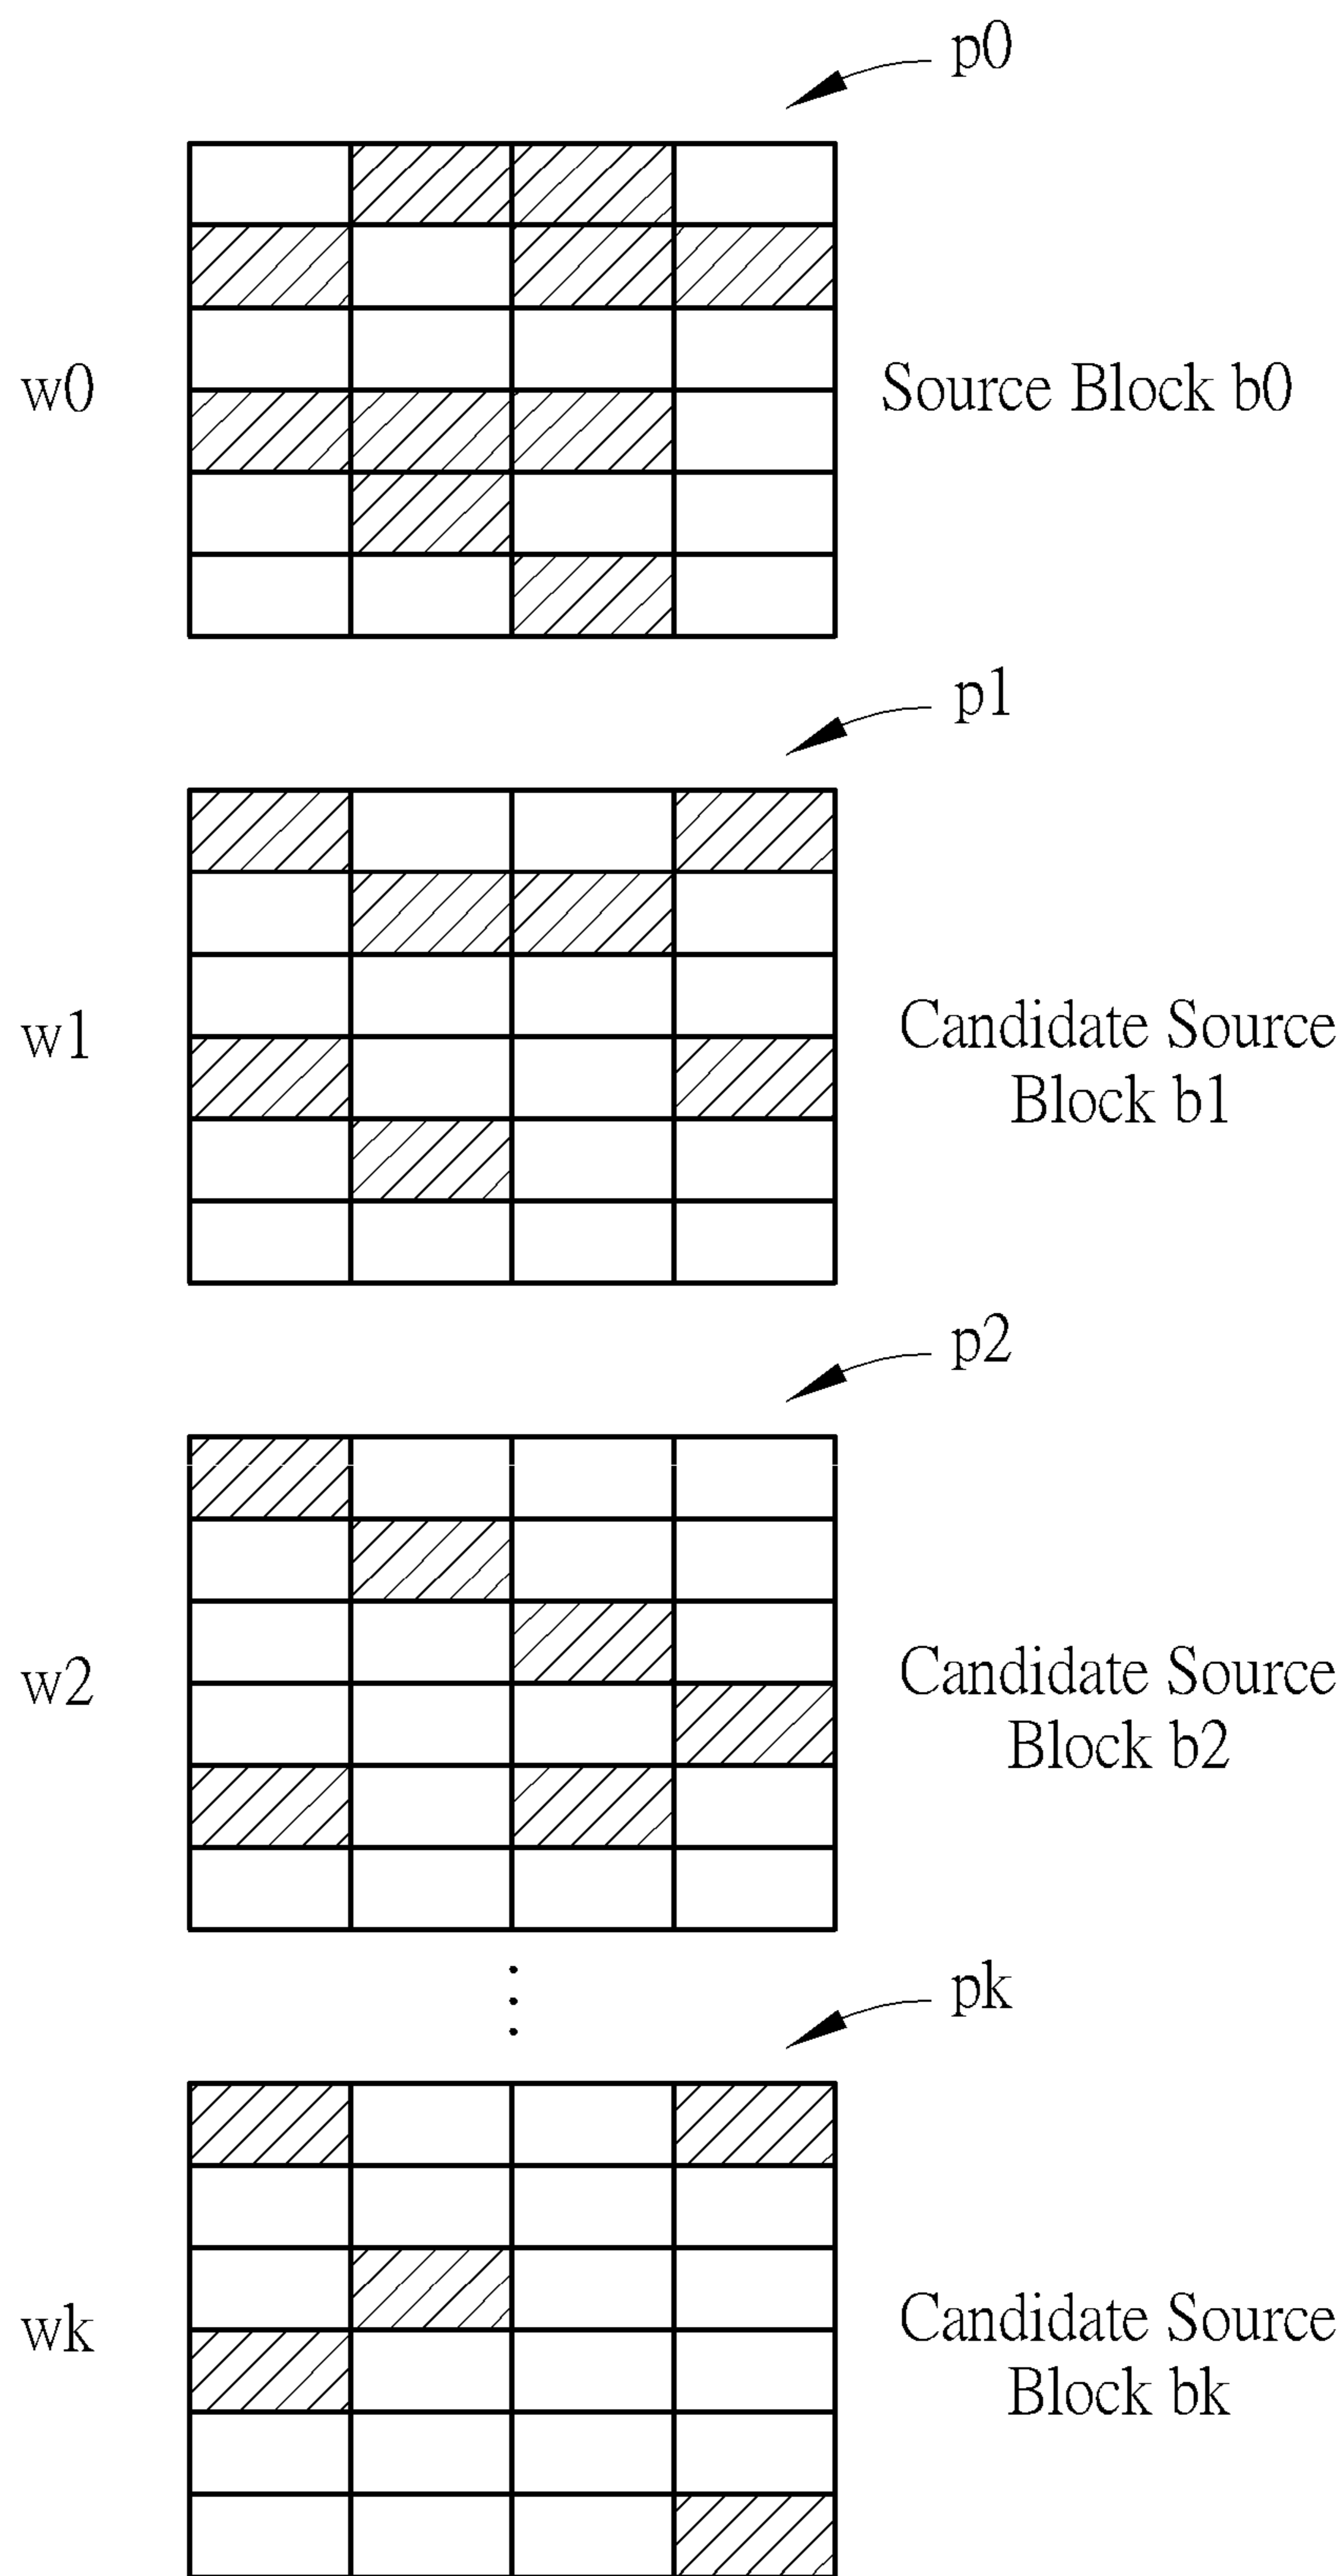 p0
w0
Source Block b0
p1
w1
Candidate Source
Block b1
p2
w2
Candidate Source
Block b2
pk
wk
Candidate Source
Block bk